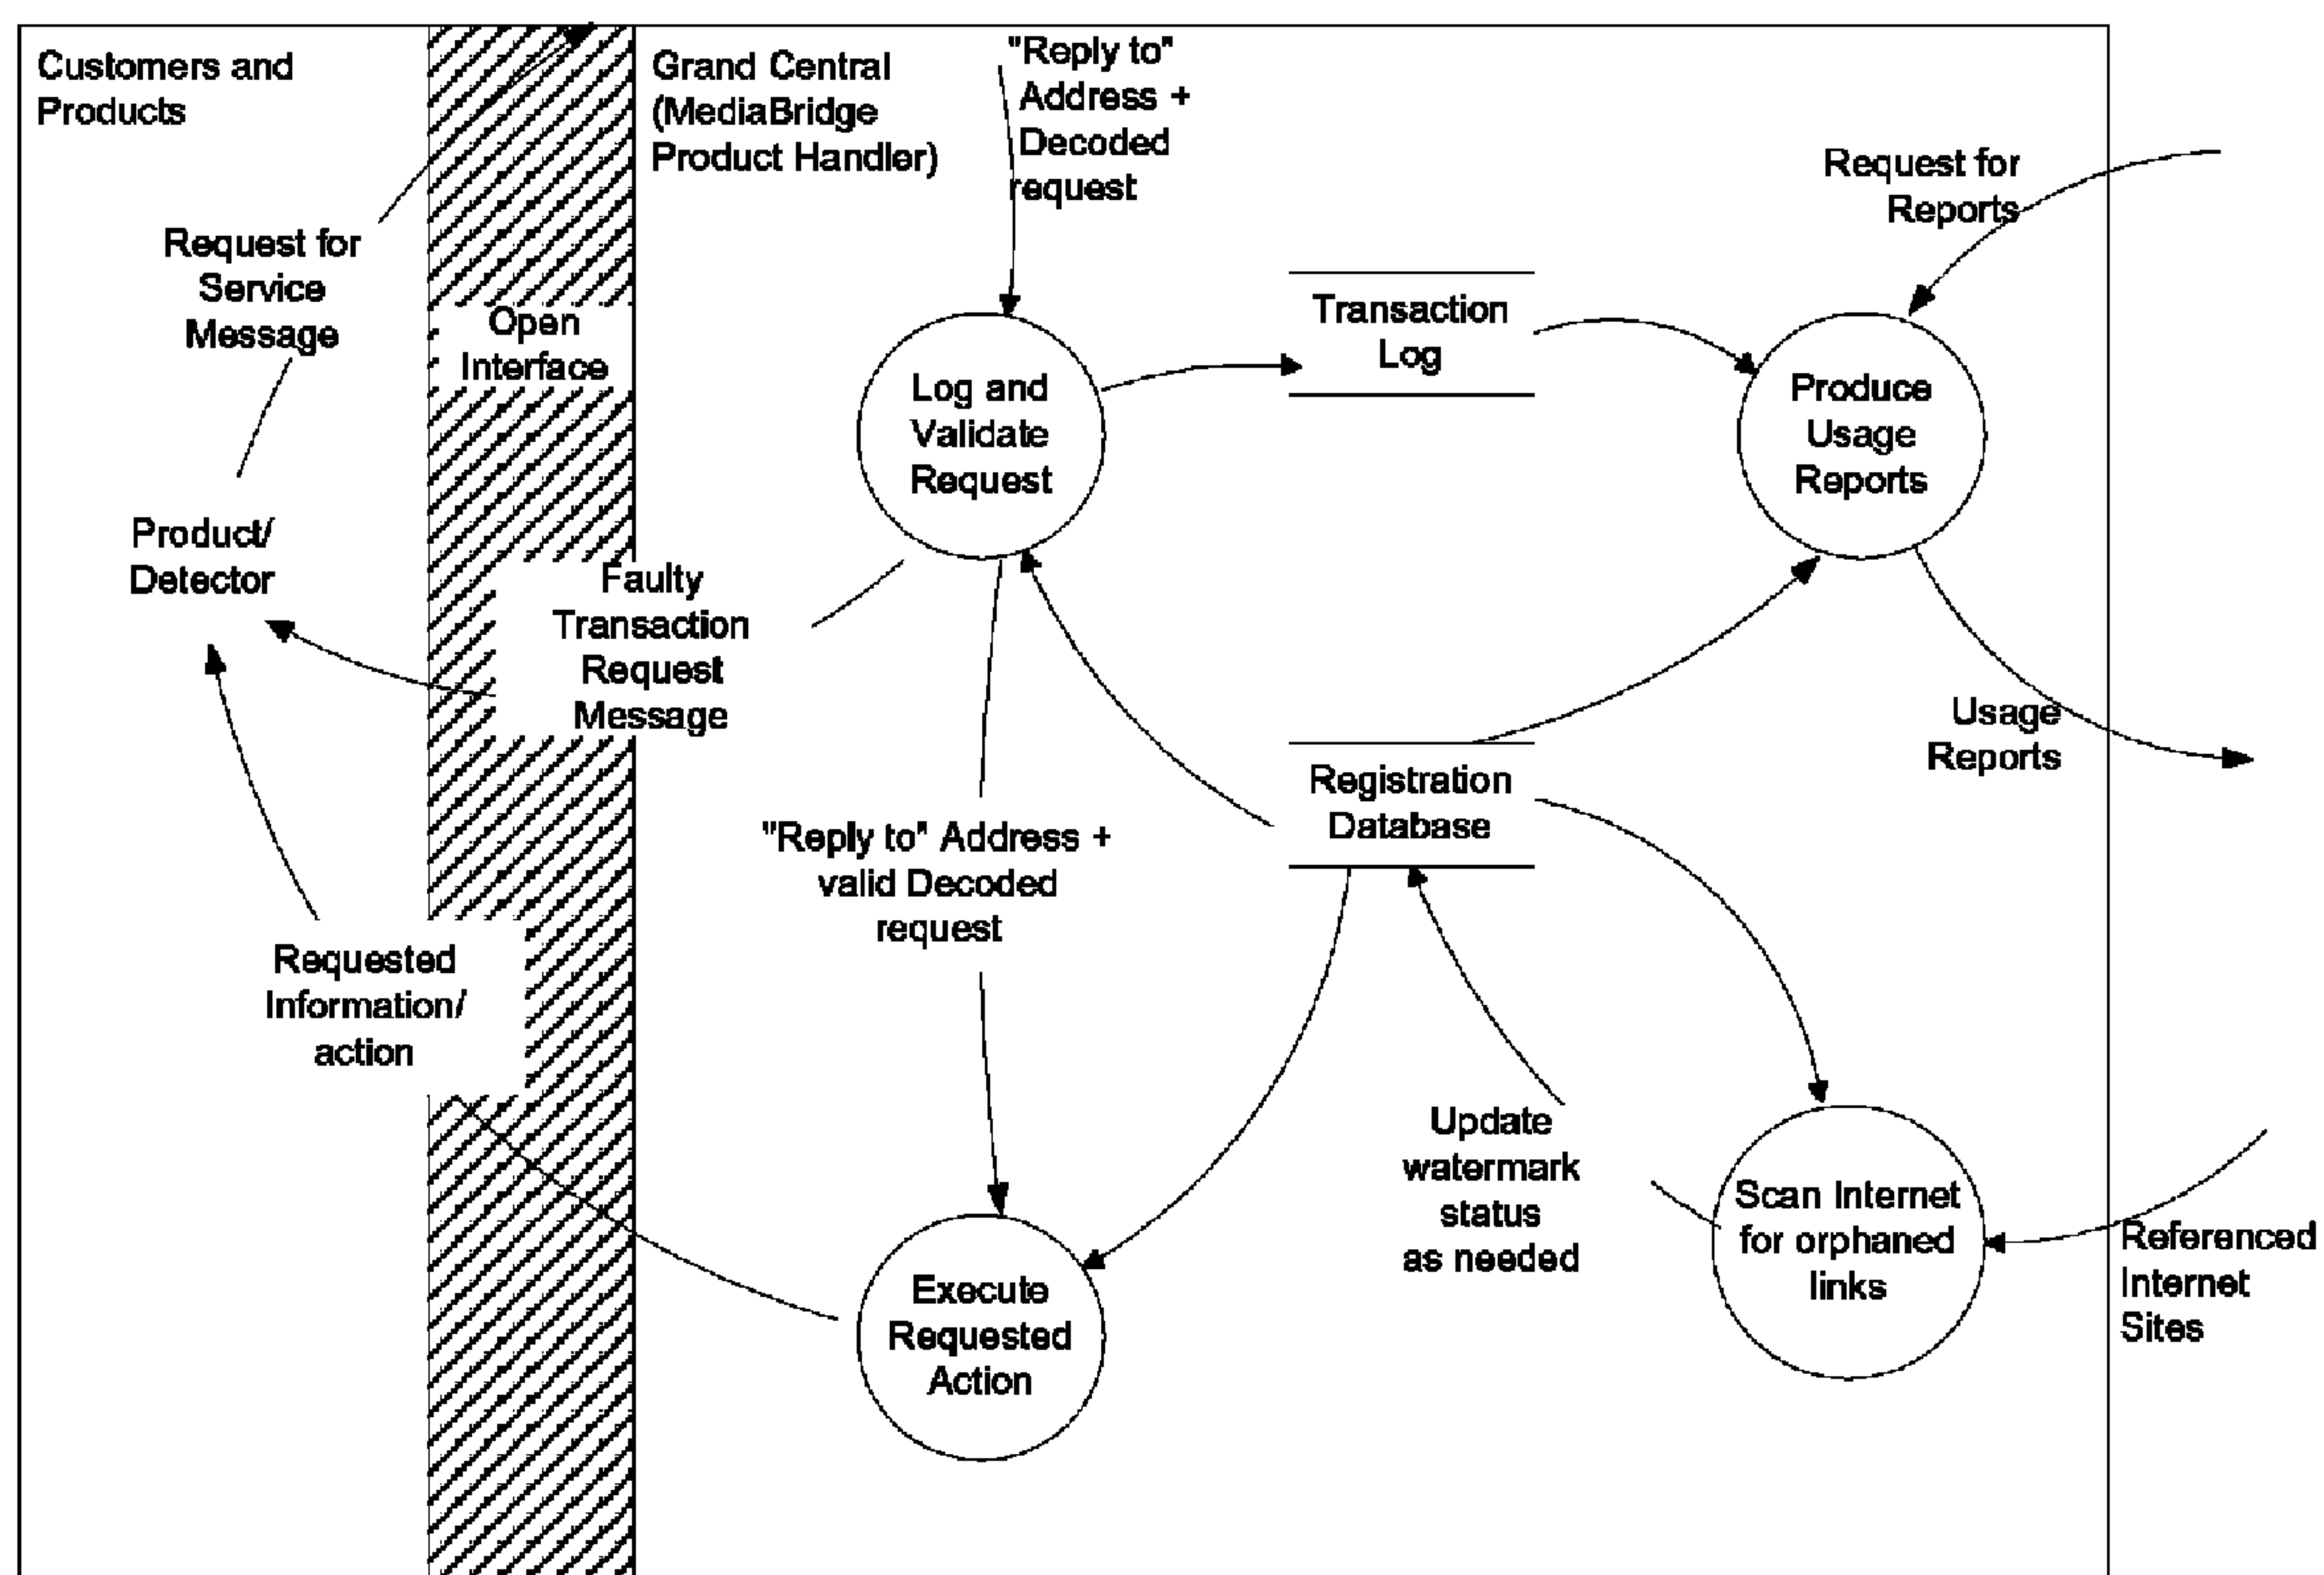 Customers and
Products
Grand Central
(MediaBridge
Product Handler)
"Reply to"
Address +
Decoded
request
Request for
Reports
Request for
Service
Message
Open
Interface
Transaction
Log
Log and
Validate
Request
Produce
Usage
Reports
Product/
Detector
Faulty
Transaction
Request
Message
Usage
Reports
Registration
Database
"Reply to" Address +
valid Decoded
request
Requested
Information/
action
Update
watermark
status
as needed
Scan Internet
for orphaned
links
Referenced
Internet
Sites
Execute
Requested
Action